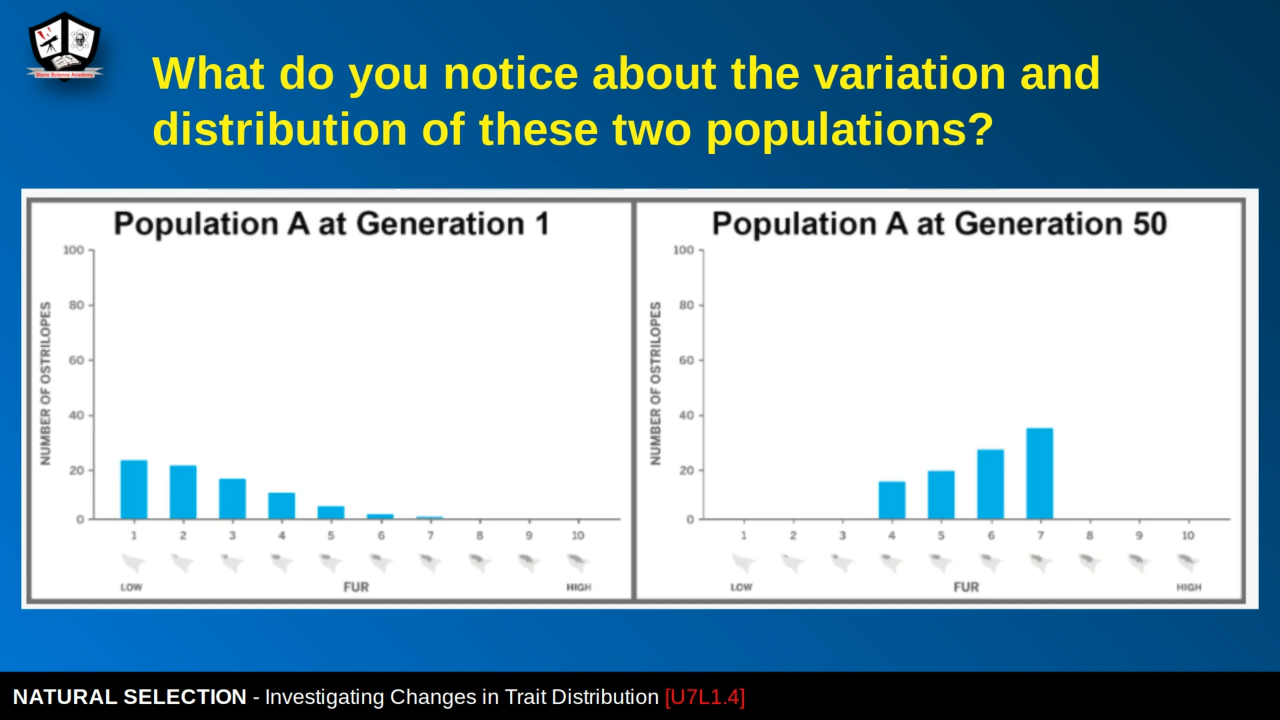 Stone Science Academy
What do you notice about the variation and
distribution of these two populations?
Population A at Generation 1
100
80
60
40
20
0
NUMBER OF OSTRILOPES
1 2 3 4 5 6 7 8 9 10
LOW FUR HIGH
Population A at Generation 50
100
80
60
40
20
0
NUMBER OF OSTRILOPES
1 2 3 4 5 6 7 8 9 10
LOW FUR HIGH
NATURAL SELECTION - Investigating Changes in Trait Distribution [U7L1.4]